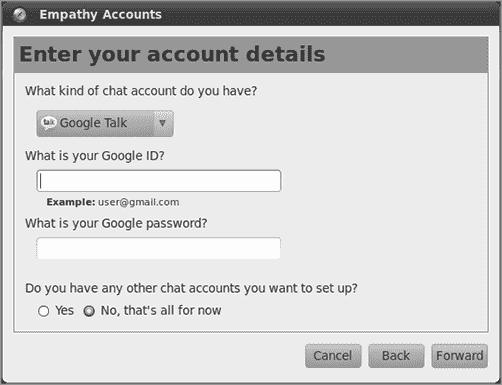 Empathy Accounts
Enter your account details
What kind of chat account do you have?
talk Google Talk
What is your Google ID?
Example: user@gmail.com
What is your Google password?
Do you have any other chat accounts you want to set up?
Yes No, that's all for now
Cancel Back Forward